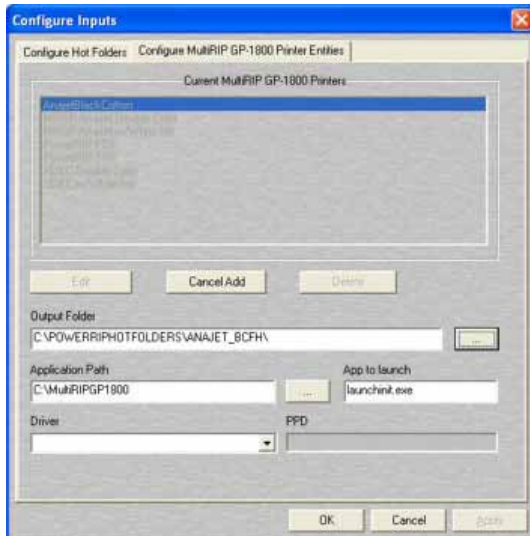 Configure Inputs
Configure Hot Folders
Configure MultiRIP GP-1800 Printer Entities
Current MultiRIP GP-1800 Printers
AnajetBlackCotton
Edit
Cancel Add
Delete
Output Folder
C:\POWERRIPHOTFOLDERS\ANAJET_BCFH\
...
Application Path
App to launch
C:\MultiRIPGP1800
...
launchinit.exe
Driver
PPD
OK
Cancel
Apply